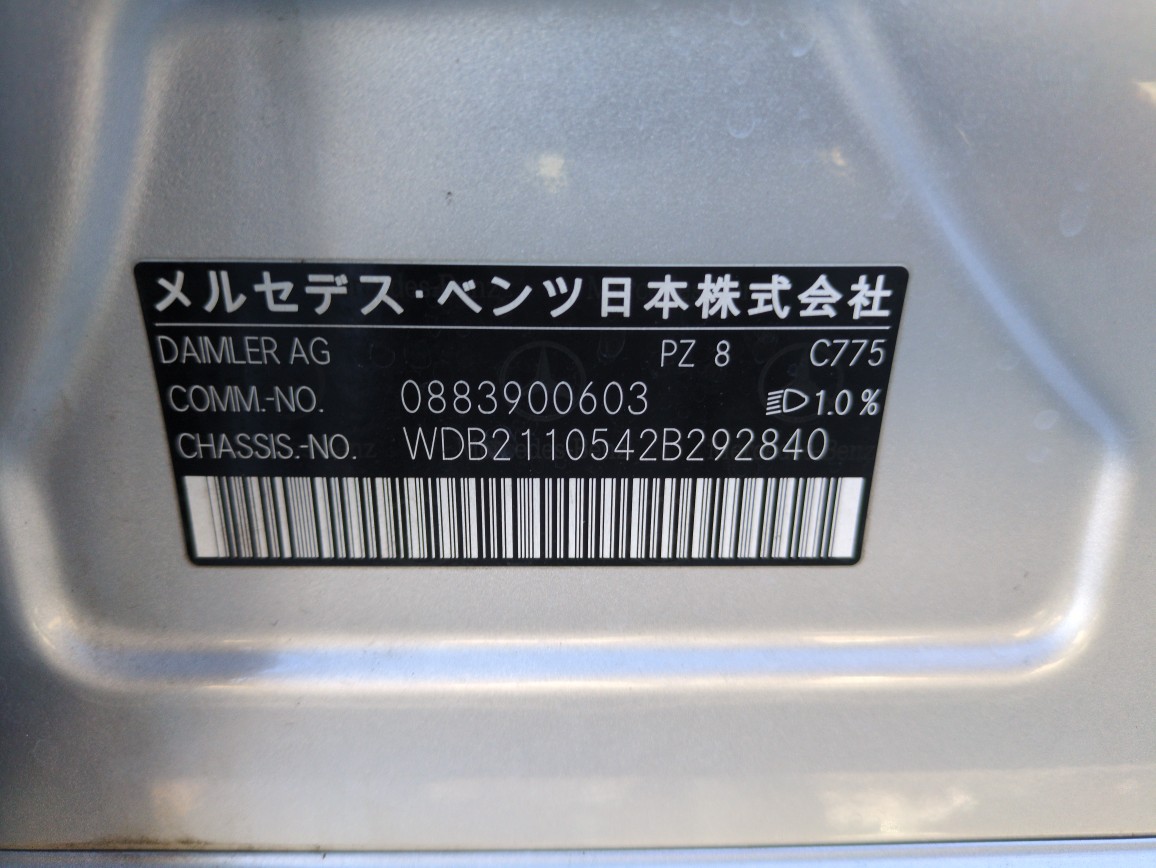 メルセデス・ベンツ日本株式会社
DAIMLER AG PZ 8 C775
COMM.-NO. 0883900603 1.0 %
CHASSIS.-NO. WDB2110542B292840